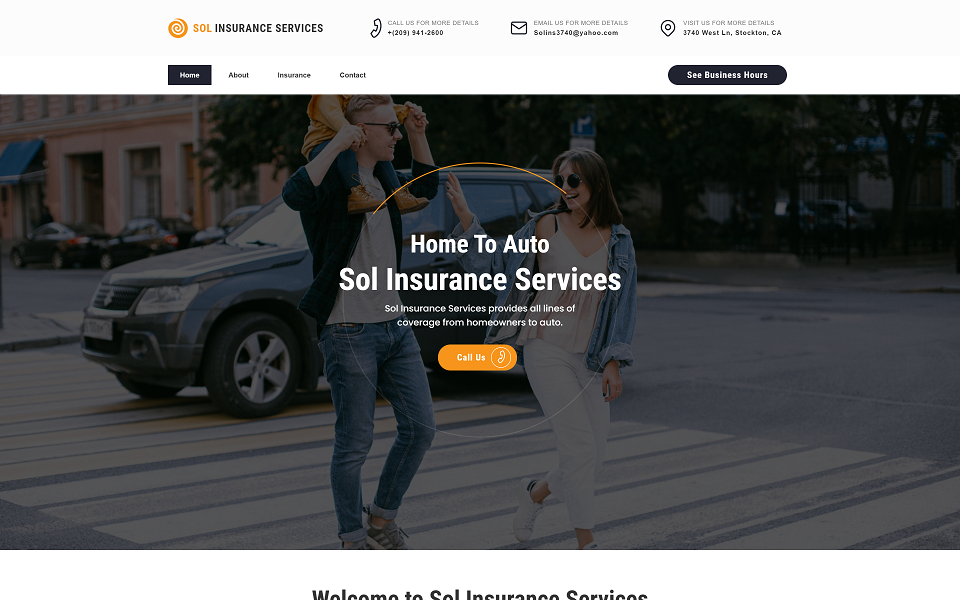 SOL INSURANCE SERVICES
CALL US FOR MORE DETAILS
+(209) 941-2600
EMAIL US FOR MORE DETAILS
Solins3740@yahoo.com
VISIT US FOR MORE DETAILS
3740 West Ln, Stockton, CA
Home
About
Insurance
Contact
See Business Hours
P
Home To Auto
Sol Insurance Services
Sol Insurance Services provides all lines of
coverage from homeowners to auto.
Call Us
Welcome to Sol Insurance Services